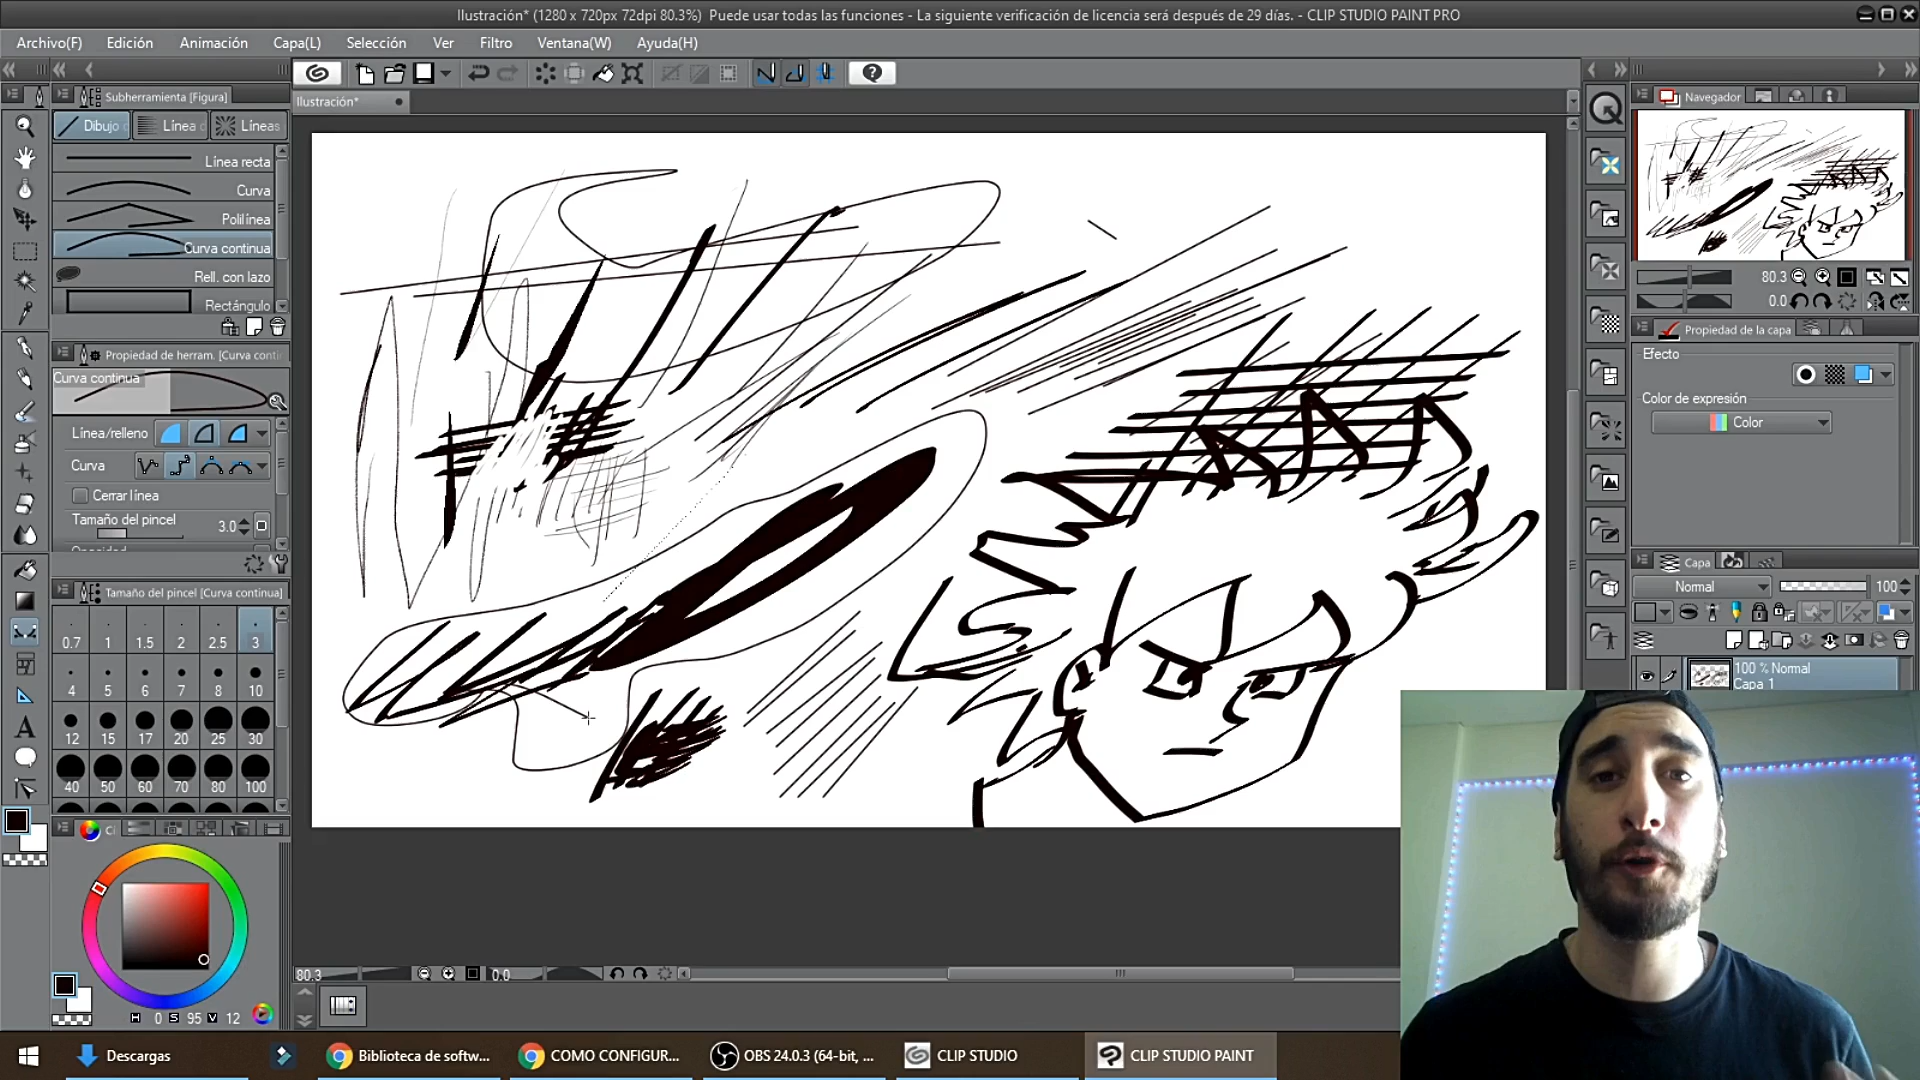 Ilustración* (1280 x 720px 72dpi 80.3%)  Puede usar todas las funciones - La siguiente verificación de licencia será después de 29 días. - CLIP STUDIO PAINT PRO
Archivo(F) Edición Animación Capa(L) Selección Ver Filtro Ventana(W) Ayuda(H)
Subherramienta [Figura]
Dibujo Línea d Líneas
Línea recta
Curva
Polilínea
Curva continua
Rell. con lazo
Rectángulo
Propiedad de herram. [Curva conti
Curva continua
Línea/relleno
Curva
Cerrar línea
Tamaño del pincel 3.0
Tamaño del pincel [Curva continua]
0.7 1 1.5 2 2.5 3
4 5 6 7 8 10
12 15 17 20 25 30
40 50 60 70 80 100
H 0 S 95 V 12
Ilustración*
80.3 0.0
Navegador
80.3
0.0
Propiedad de la capa
Efecto
Color de expresión
Color
Capa
Normal 100
100 % Normal
Capa 1
Descargas
Biblioteca de softw...
COMO CONFIGUR...
OBS 24.0.3 (64-bit, ...
CLIP STUDIO
CLIP STUDIO PAINT